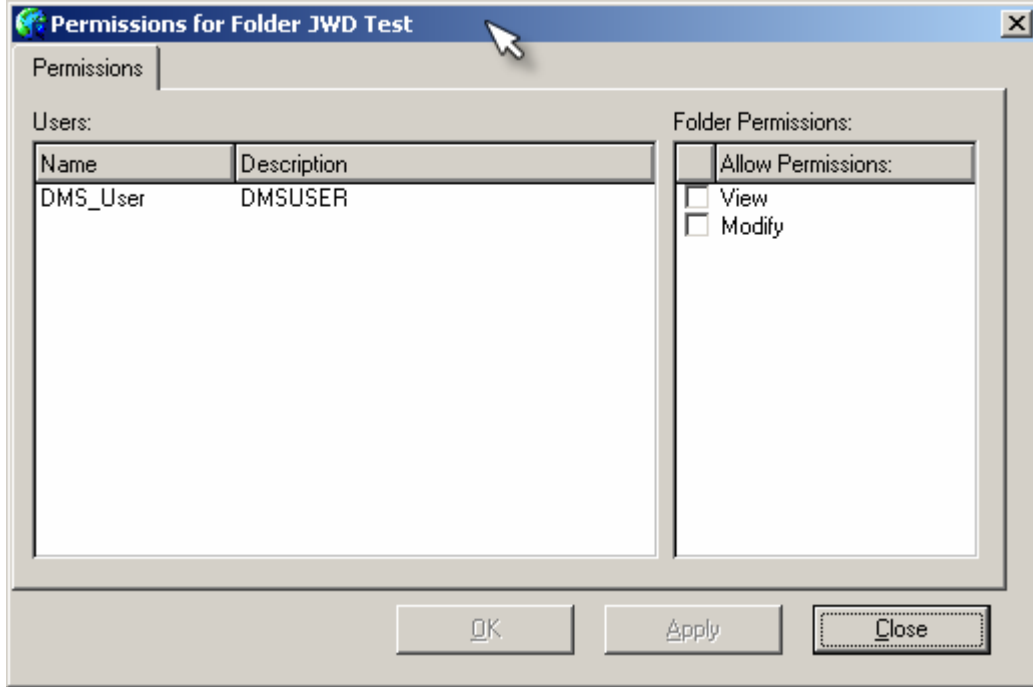 Permissions for Folder JWD Test
Permissions
Users:
Folder Permissions:
Name Description
Allow Permissions:
DMS_User DMSUSER
View
Modify
OK Apply Close